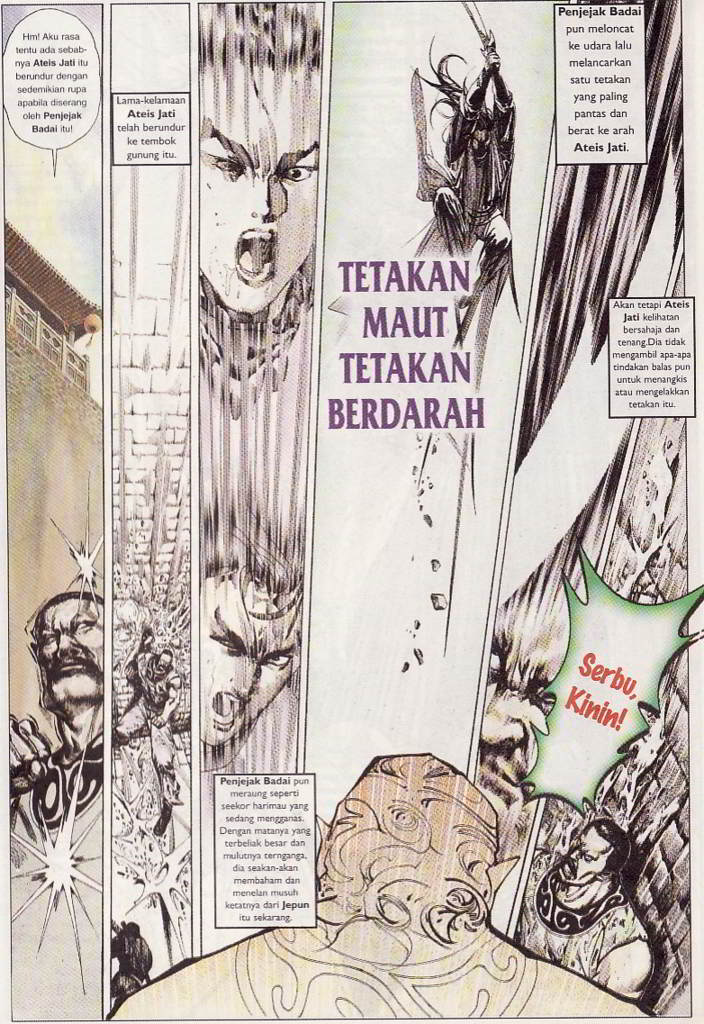 Hm! Aku rasa
tentu ada sebab-
nya Ateis Jati itu
berundur dengan
sedemikian rupa
apabila diserang
oleh Penjejak
Badai itu!
Lama-kelamaan
Ateis Jati
telah berundur
ke tembok
gunung itu.
Penjejak Badai pun
meraung seperti
seekor harimau yang
sedang mengganas.
Dengan matanya yang
terbeliak besar dan
mulutnya ternganga,
dia seakan-akan
membaham dan
menelan musuh
ketatnya dari Jepun
itu sekarang.
Penjejak Badai
pun meloncat
ke udara lalu
melancarkan
satu tetakan
yang paling
pantas dan
berat ke arah
Ateis Jati.
TETAKAN
MAUT
TETAKAN
BERDARAH
Akan tetapi Ateis
Jati kelihatan
bersahaja dan
tenang.Dia tidak
mengambil apa-apa
tindakan balas pun
untuk menangkis
atau mengelakkan
tetakan itu.
Serbu,
Kinin!